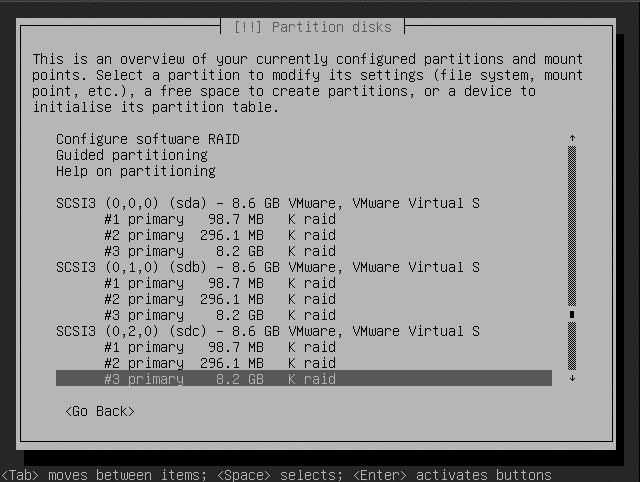 [!!] Partition disks
This is an overview of your currently configured partitions and mount
points. Select a partition to modify its settings (file system, mount
point, etc.), a free space to create partitions, or a device to
initialise its partition table.
Configure software RAID
Guided partitioning
Help on partitioning
SCSI3 (0,0,0) (sda) - 8.6 GB VMware, VMware Virtual S
#1 primary 98.7 MB K raid
#2 primary 296.1 MB K raid
#3 primary 8.2 GB K raid
SCSI3 (0,1,0) (sdb) - 8.6 GB VMware, VMware Virtual S
#1 primary 98.7 MB K raid
#2 primary 296.1 MB K raid
#3 primary 8.2 GB K raid
SCSI3 (0,2,0) (sdc) - 8.6 GB VMware, VMware Virtual S
#1 primary 98.7 MB K raid
#2 primary 296.1 MB K raid
#3 primary 8.2 GB K raid
<Go Back>
<Tab> moves between items; <Space> selects; <Enter> activates buttons